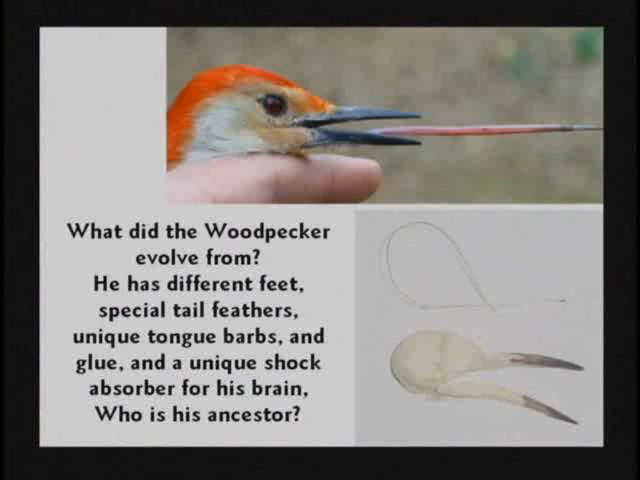 What did the Woodpecker
evolve from?
He has different feet,
special tail feathers,
unique tongue barbs, and
glue, and a unique shock
absorber for his brain,
Who is his ancestor?